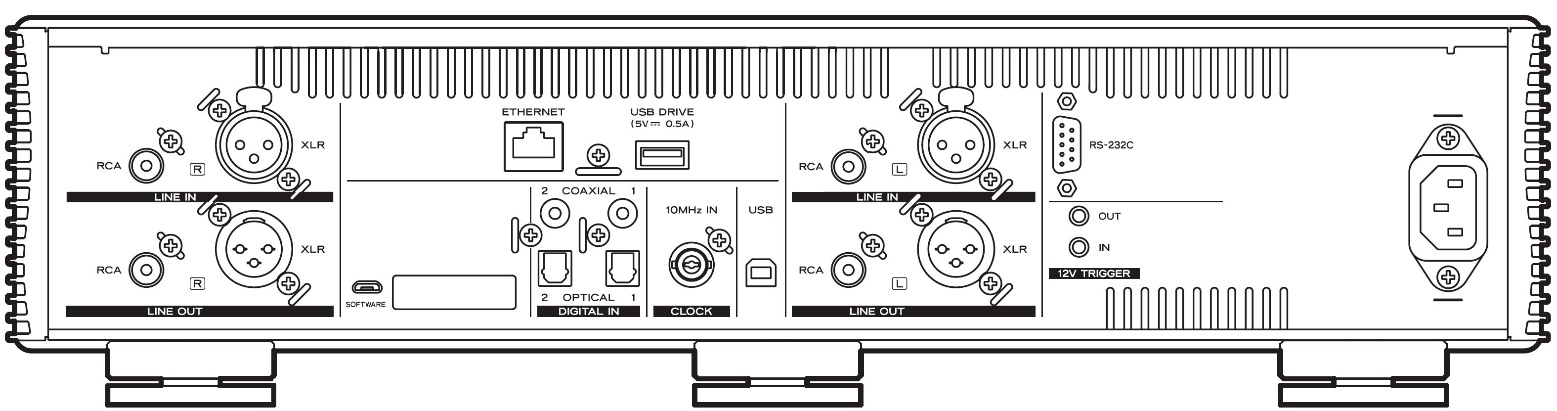 RCA
R
XLR
LINE IN
RCA
R
XLR
LINE OUT
ETHERNET
USB DRIVE
(5V⎓ 0.5A)
SOFTWARE
2 COAXIAL 1
2 OPTICAL 1
DIGITAL IN
10MHz IN
CLOCK
USB
RCA
L
XLR
LINE IN
RCA
L
XLR
LINE OUT
RS-232C
OUT
IN
12V TRIGGER